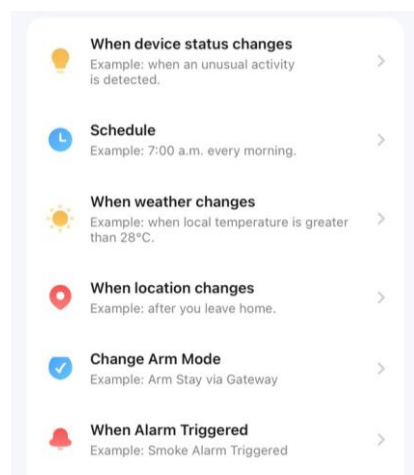 When device status changes
Example: when an unusual activity
is detected.
Schedule
Example: 7:00 a.m. every morning.
When weather changes
Example: when local temperature is greater
than 28°C.
When location changes
Example: after you leave home.
Change Arm Mode
Example: Arm Stay via Gateway
When Alarm Triggered
Example: Smoke Alarm Triggered